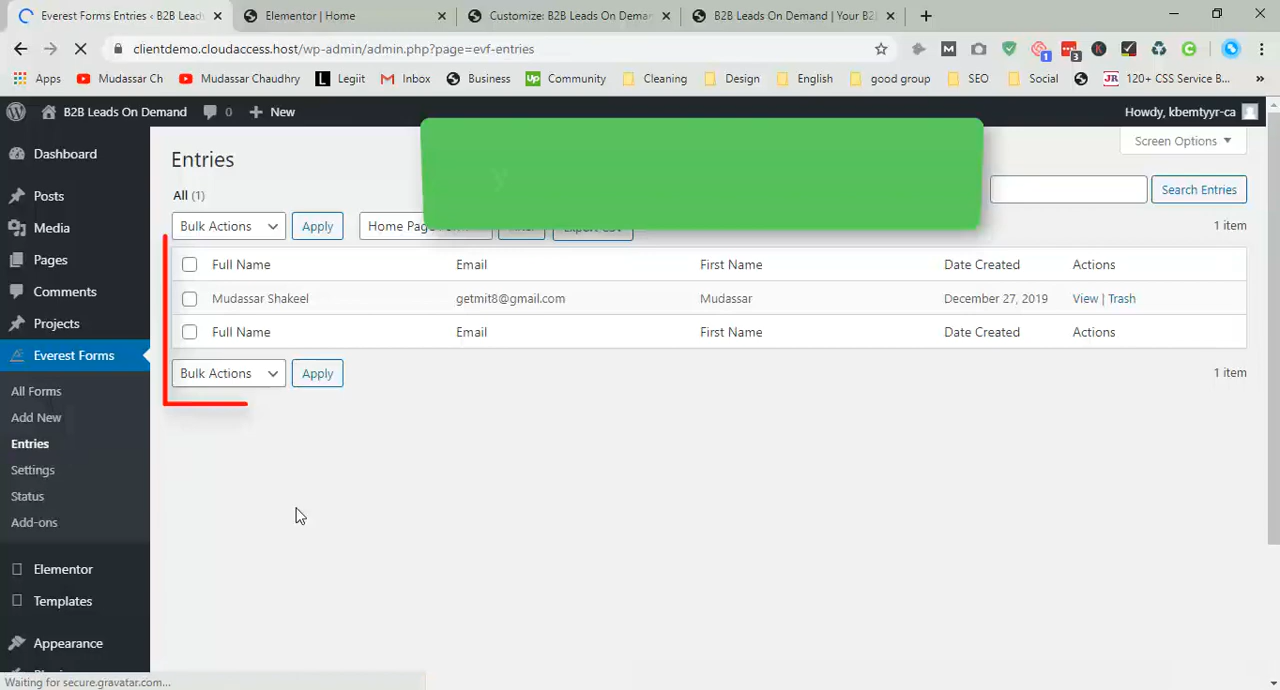 Everest Forms Entries ‹ B2B L
Elementor | Home
Customize: B2B Leads On Deman
B2B Leads On Demand | Your B2
clientdemo.cloudaccess.host/wp-admin/admin.php?page=evf-entries
1
3
Apps
Mudassar Ch
Mudassar Chaudhry
Legiit
Inbox
Business
Community
Cleaning
Design
English
good group
SEO
Social
120+ CSS Service B...
B2B Leads On Demand
0
New
Howdy, kbemtyyr-ca
Screen Options
Dashboard
Posts
Media
Pages
Comments
Projects
Everest Forms
All Forms
Add New
Entries
Settings
Status
Add-ons
Elementor
Templates
Appearance
Entries
All (1)
Search Entries
Bulk Actions
Apply
Home Page
Export CSV
1 item
Full Name Email First Name Date Created Actions
Mudassar Shakeel getmit8@gmail.com Mudassar December 27, 2019 View | Trash
Full Name Email First Name Date Created Actions
Bulk Actions
Apply
1 item
Waiting for secure.gravatar.com...